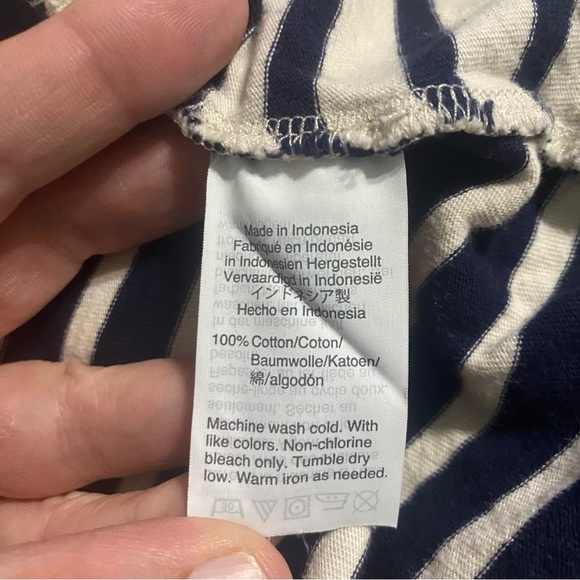 Made in Indonesia
Fabriqué en Indonésie
in Indonesien Hergestellt
Vervaardigd in Indonesië
インドネシア製
Hecho en Indonesia
100% Cotton/Coton/
Baumwolle/Katoen/
綿/algodón
Machine wash cold. With
like colors. Non-chlorine
bleach only. Tumble dry
low. Warm iron as needed.
30